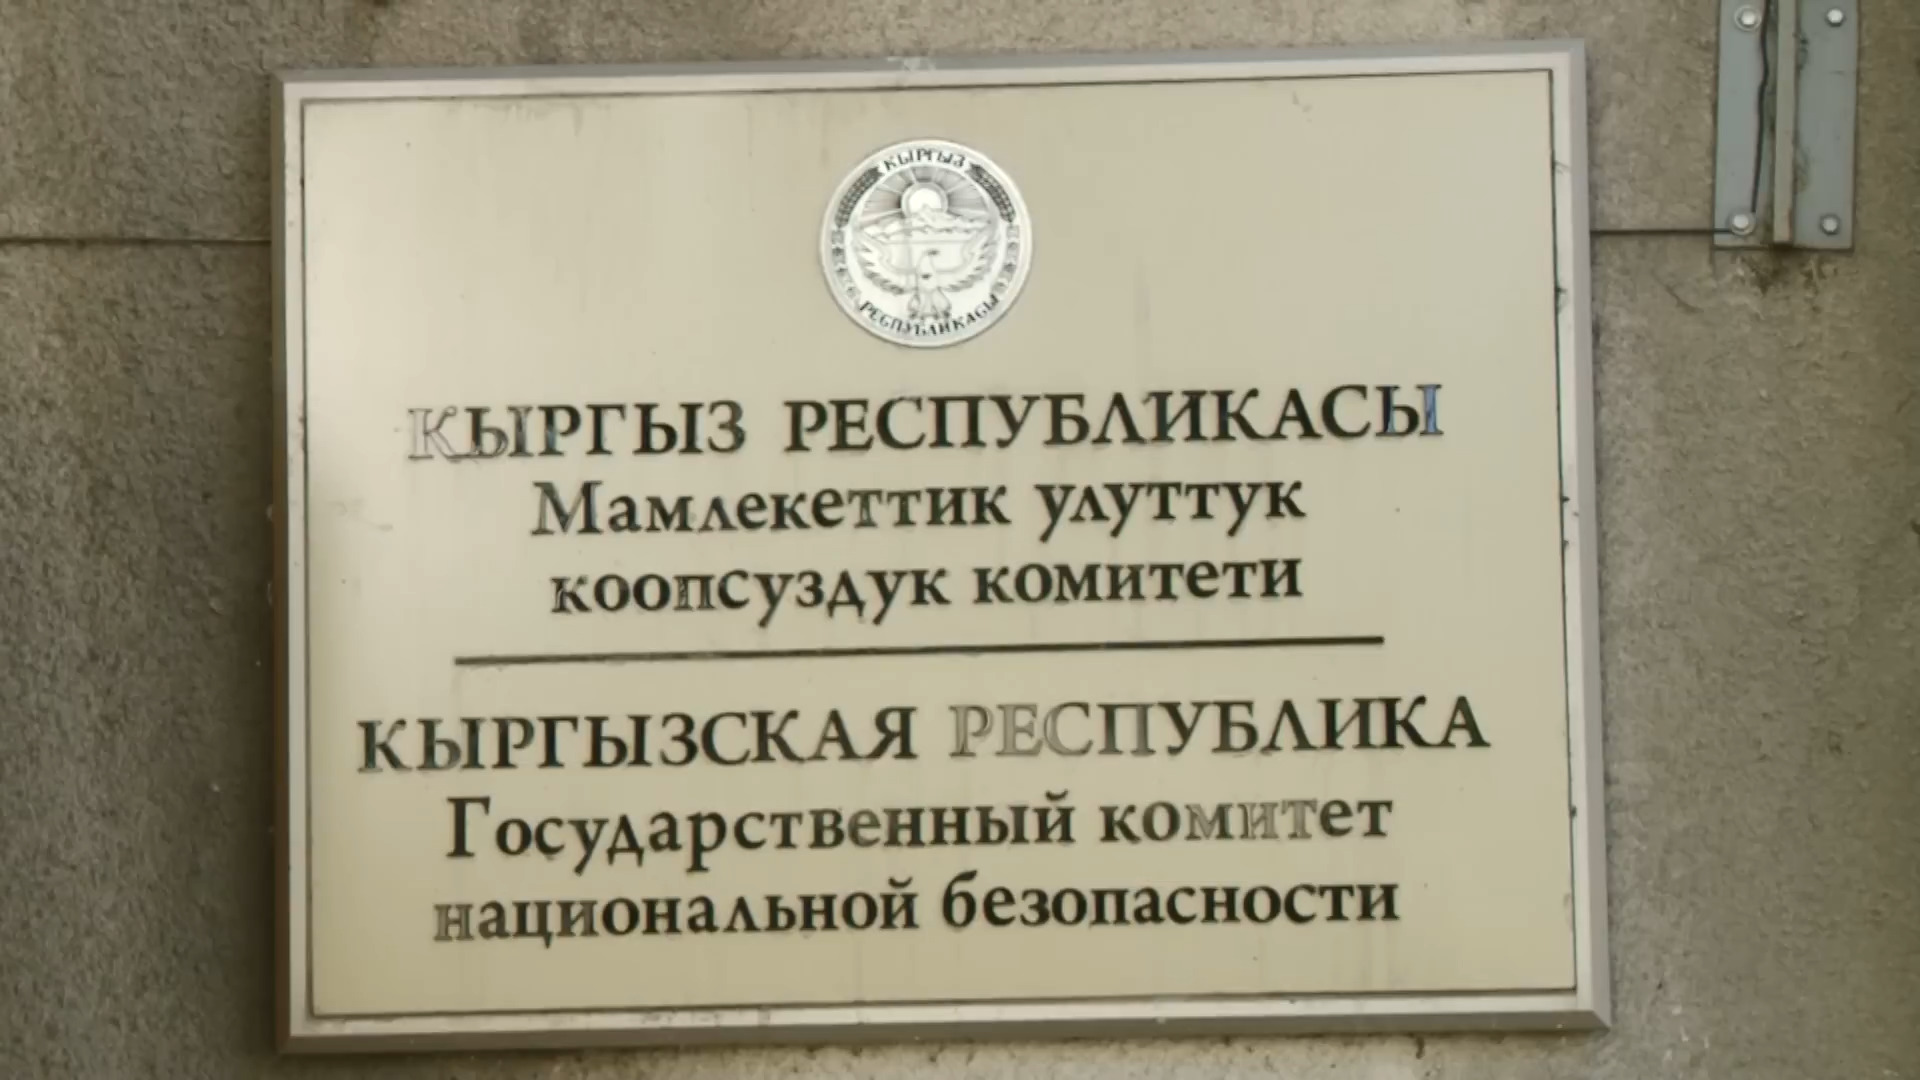 КЫРГЫЗ
РЕСПУБЛИКАСЫ
КЫРГЫЗ РЕСПУБЛИКАСЫ
Мамлекеттик улуттук
коопсуздук комитети
КЫРГЫЗСКАЯ РЕСПУБЛИКА
Государственный комитет
национальной безопасности